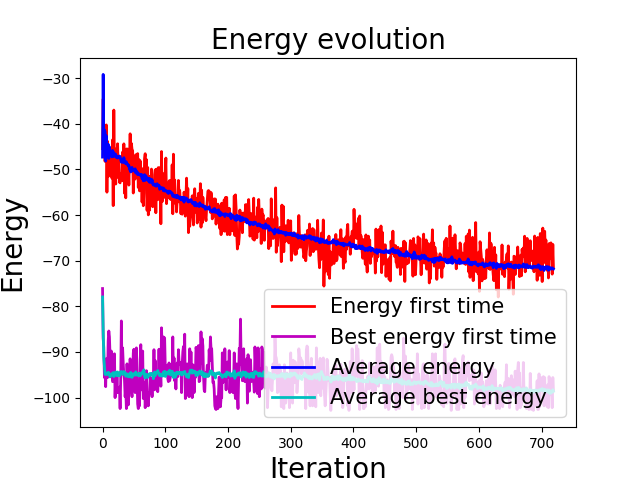 Energy evolution
−30
−40
−50
−60
−70
−80
−90
−100
Energy
Energy first time
Best energy first time
Average energy
Average best energy
0 100 200 300 400 500 600 700
Iteration